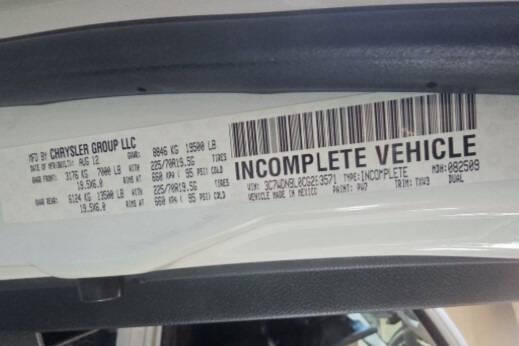 MFD BY CHRYSLER GROUP LLC
DATE OF MFR: AUG 12 GVWR: 8846 KG 19500 LB
GAWR FRONT: 3176 KG 7000 LB WITH 225/70R19.5G TIRES
19.5X6.0 RIMS AT 660 KPA ( 95 PSI) COLD
GAWR REAR: 6124 KG 13500 LB WITH 225/70R19.5G TIRES
19.5X6.0 RIMS AT 660 KPA ( 95 PSI) COLD
INCOMPLETE VEHICLE
VIN: TYPE: INCOMPLETE MDH: 082509
VEHICLE MADE IN MEXICO PAINT: PW7 TRIM: TXV9 DUAL